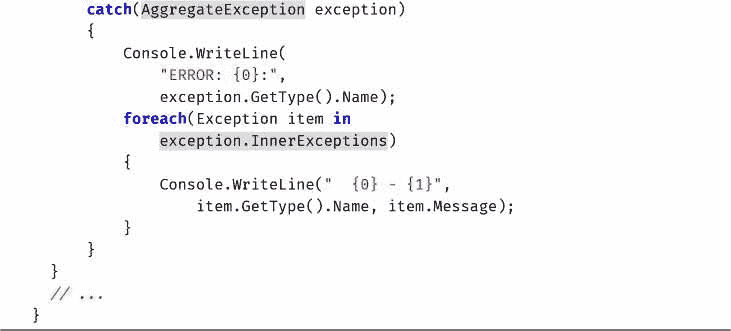 catch(AggregateException exception)
{
Console.WriteLine(
"ERROR: {0}:",
exception.GetType().Name);
foreach(Exception item in
exception.InnerExceptions)
{
Console.WriteLine("  {0} - {1}",
item.GetType().Name, item.Message);
}
}
}
// ...
}